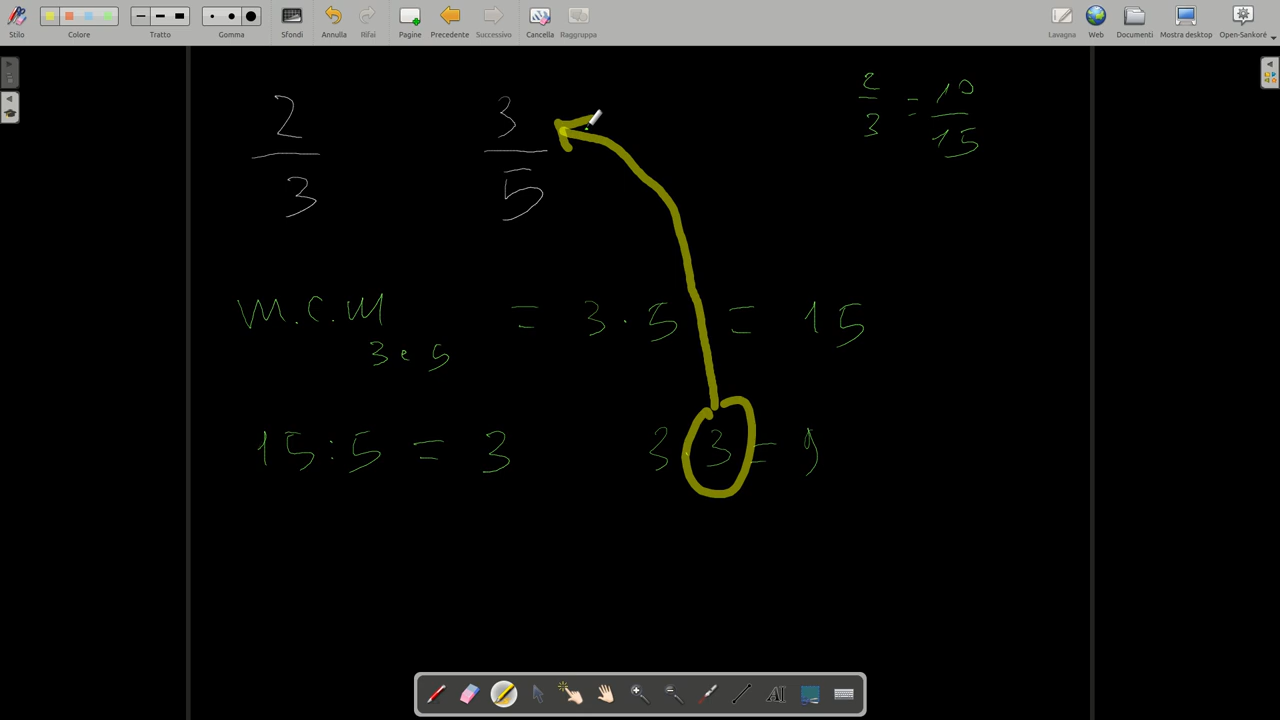 Stilo Colore Tratto Gomma Sfondi Annulla Rifai Pagine Precedente Successivo Cancella Raggruppa Lavagna Web Documenti Mostra desktop Open-Sankoré
2/3 3/5 2/3 = 10/15
m.c.m = 3 · 5 = 15
3 e 5
15 : 5 = 3 3 · 3 = 9
AI